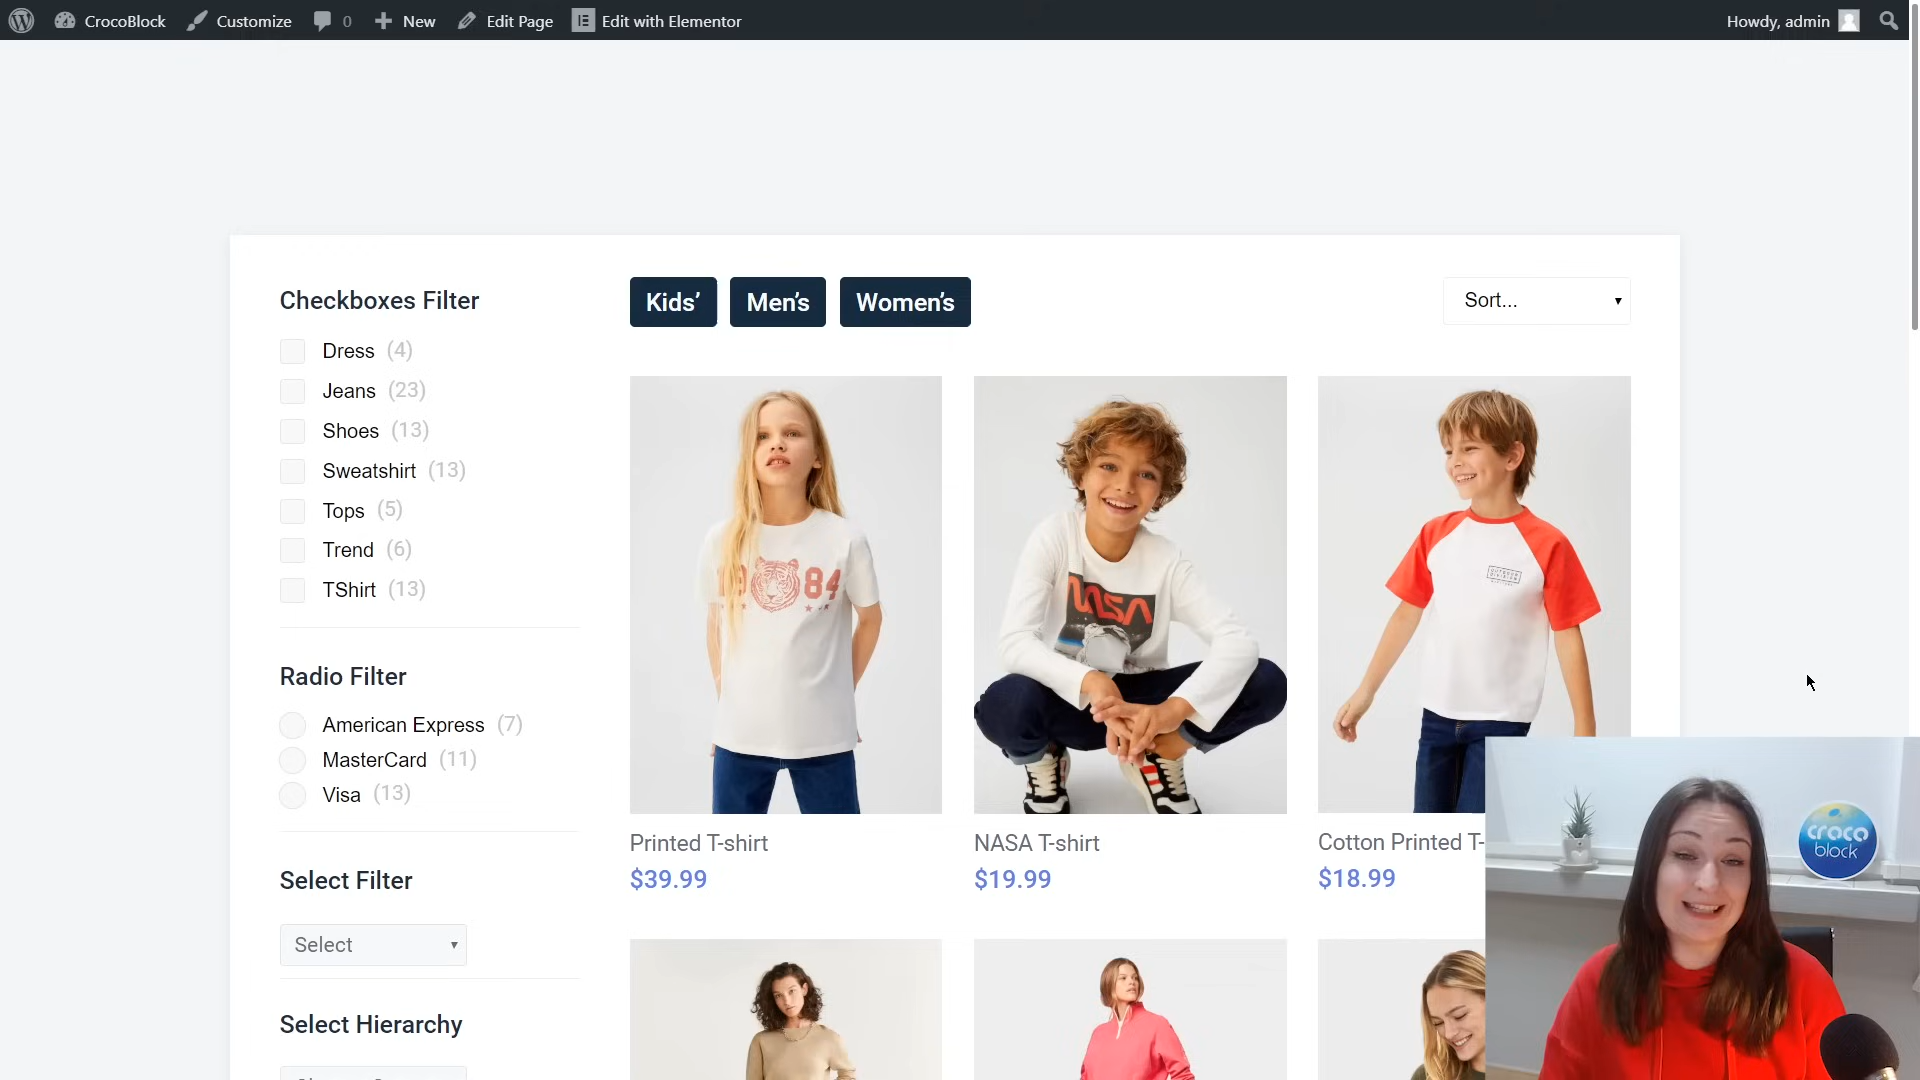 CrocoBlock Customize 0 New Edit Page Edit with Elementor Howdy, admin
Checkboxes Filter
Dress (4)
Jeans (23)
Shoes (13)
Sweatshirt (13)
Tops (5)
Trend (6)
TShirt (13)
Radio Filter
American Express (7)
MasterCard (11)
Visa (13)
Select Filter
Select
Select Hierarchy
Kids’ Men’s Women’s
Sort...
84
NASA
Printed T-shirt
$39.99
NASA T-shirt
$19.99
Cotton Printed T-
$18.99
croco
block